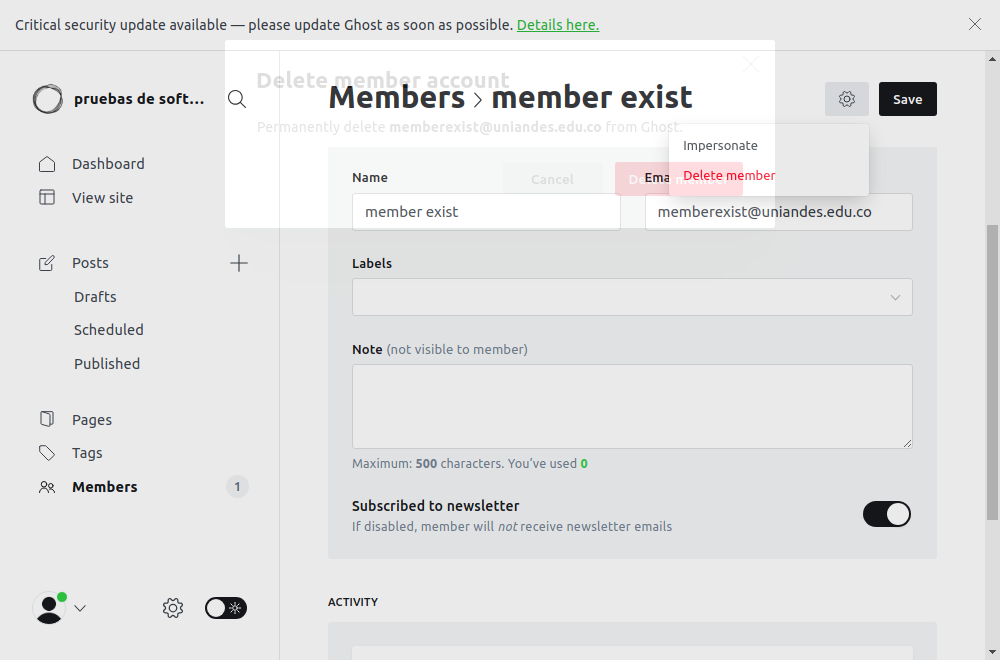 Critical security update available — please update Ghost as soon as possible. Details here.
pruebas de soft...
Dashboard
View site
Posts
Drafts
Scheduled
Published
Pages
Tags
Members 1
Delete member account
Members > member exist
Save
Permanently delete memberexist@uniandes.edu.co from Ghost.
Impersonate
Delete member
Cancel
Name
member exist
memberexist@uniandes.edu.co
Labels
Note (not visible to member)
Maximum: 500 characters. You've used 0
Subscribed to newsletter
If disabled, member will not receive newsletter emails
ACTIVITY